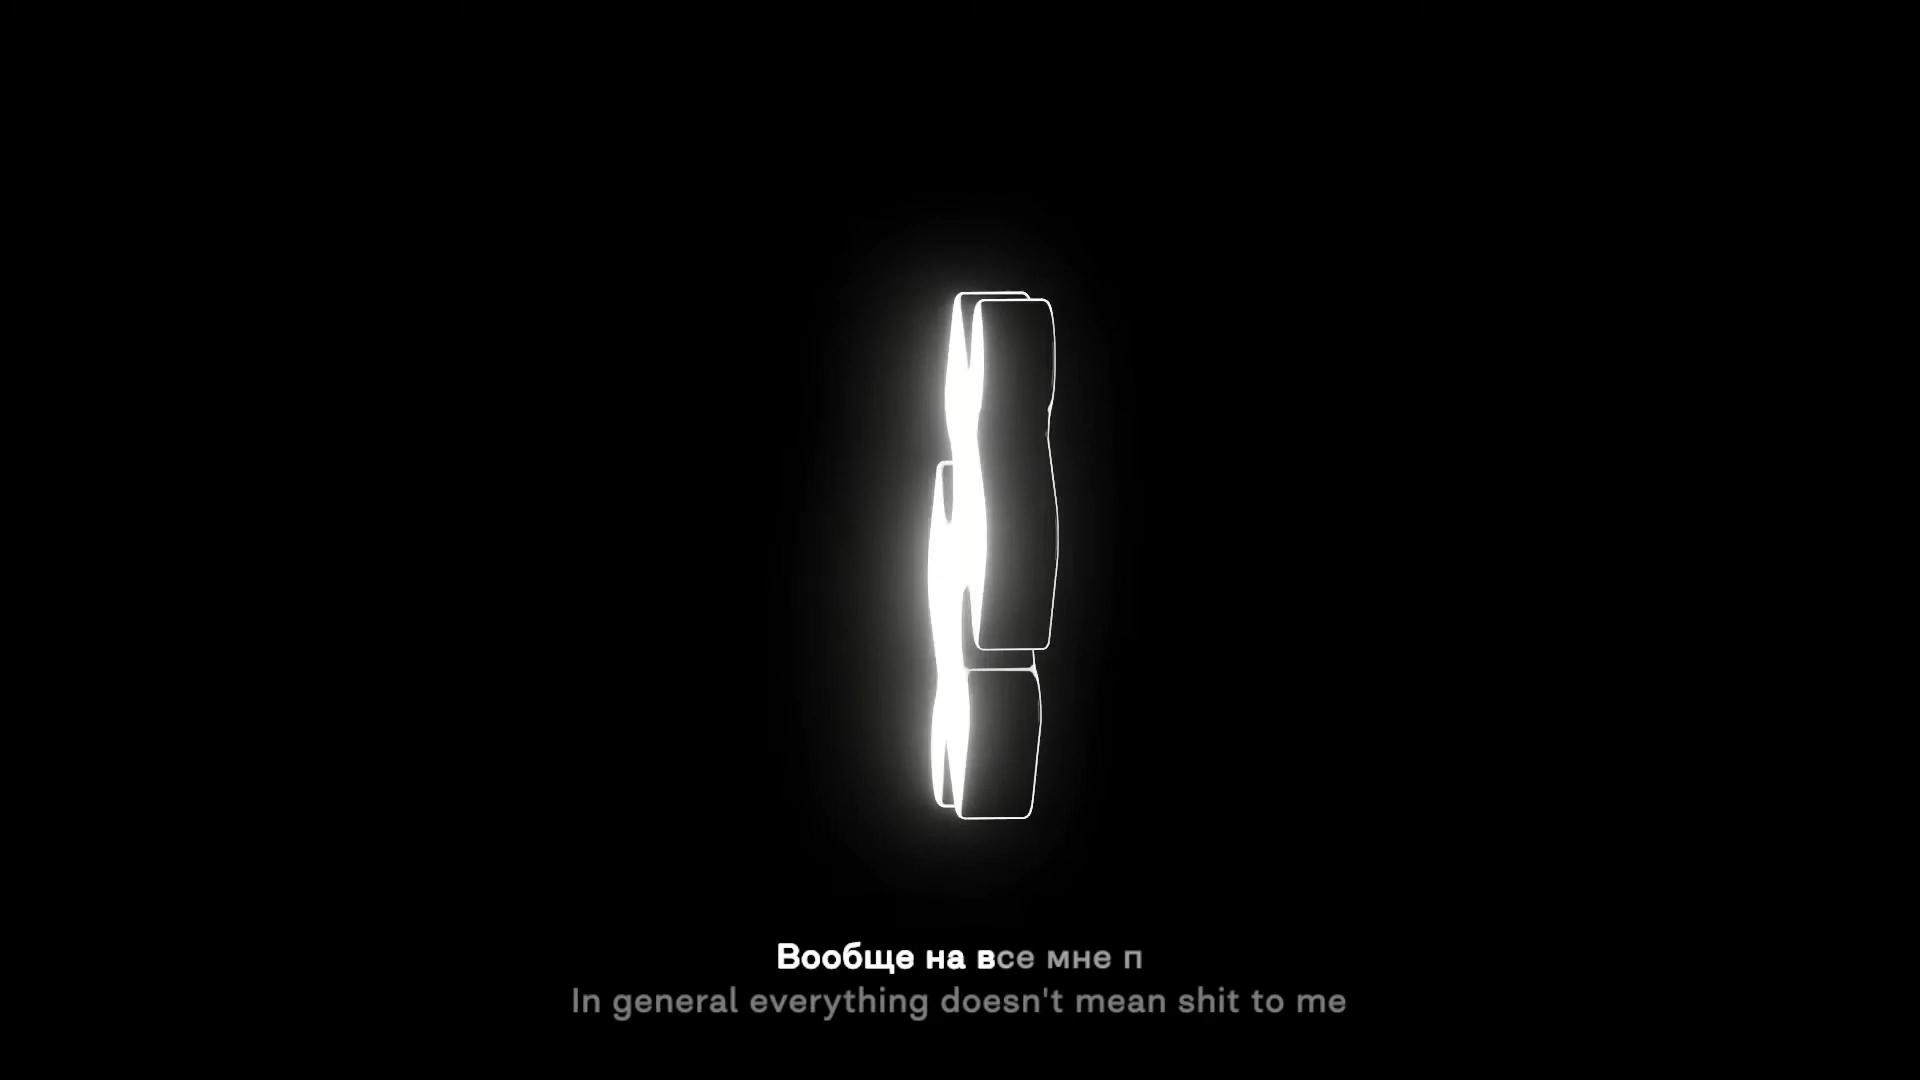 Вообще на все мне п
In general everything doesn't mean shit to me